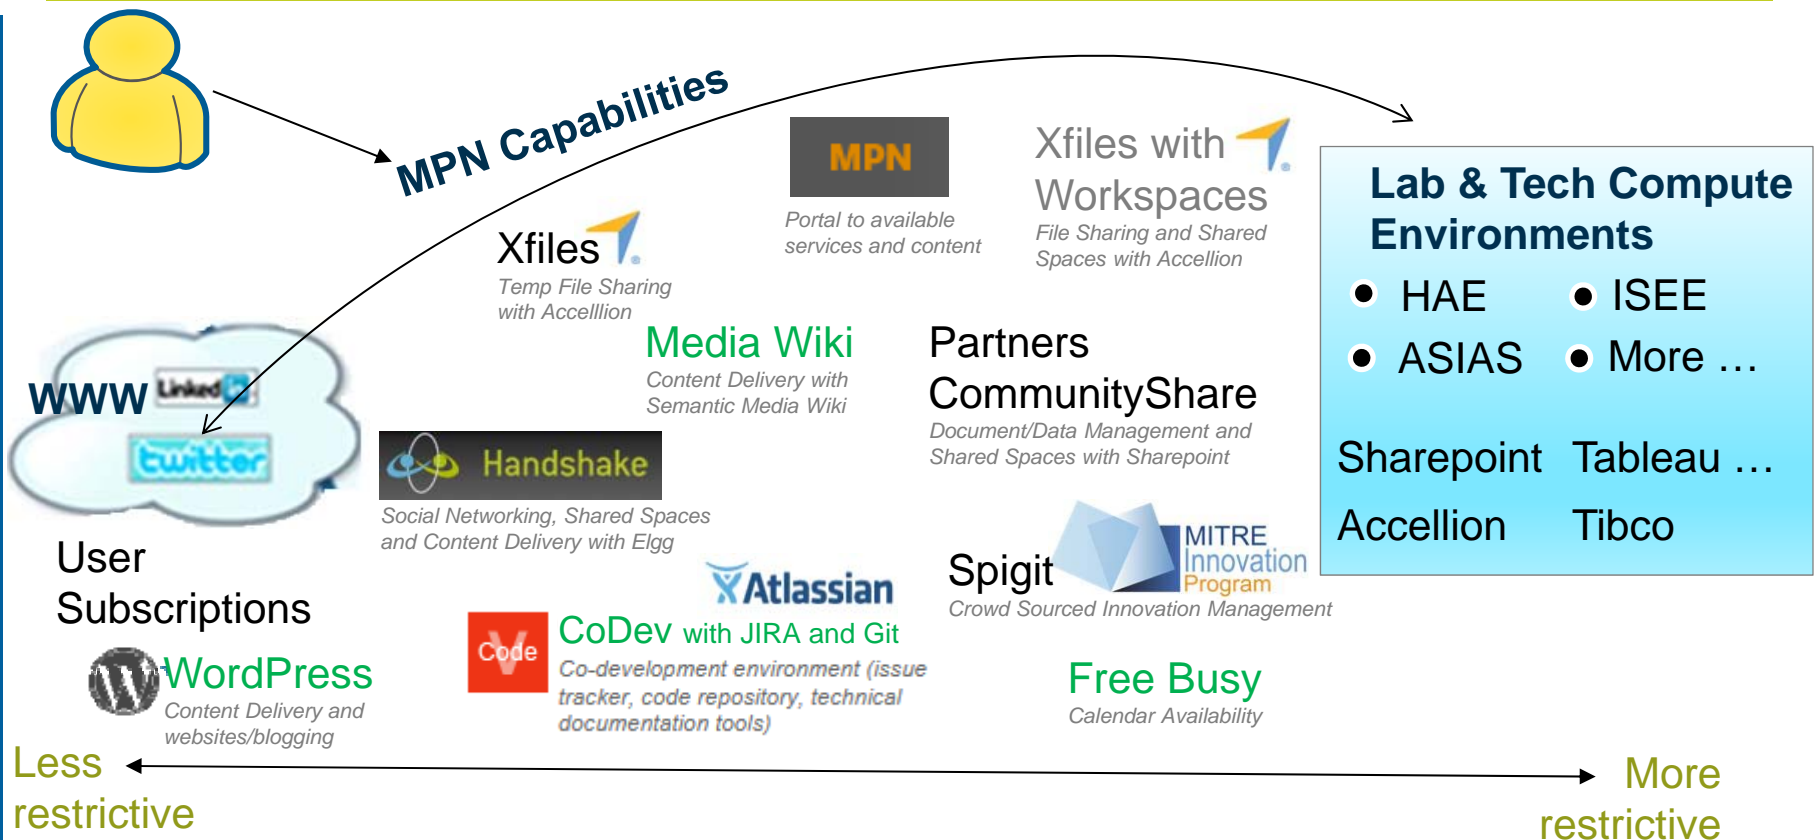 MPN Capabilities
MPN
Portal to available
services and content
Xfiles with
Workspaces
File Sharing and Shared
Spaces with Accellion
Xfiles
Temp File Sharing
with Accelllion
Lab & Tech Compute
Environments
HAE
ISEE
ASIAS
More …
Sharepoint
Tableau …
Accellion
Tibco
WWW
Linked in
twitter
Media Wiki
Content Delivery with
Semantic Media Wiki
Partners
CommunityShare
Document/Data Management and
Shared Spaces with Sharepoint
Handshake
Social Networking, Shared Spaces
and Content Delivery with Elgg
User
Subscriptions
Spigit
MITRE
Innovation
Program
Crowd Sourced Innovation Management
Atlassian
Code
V
CoDev with JIRA and Git
Co-development environment (issue
tracker, code repository, technical
documentation tools)
W
WordPress
Content Delivery and
websites/blogging
Free Busy
Calendar Availability
Less
restrictive
More
restrictive